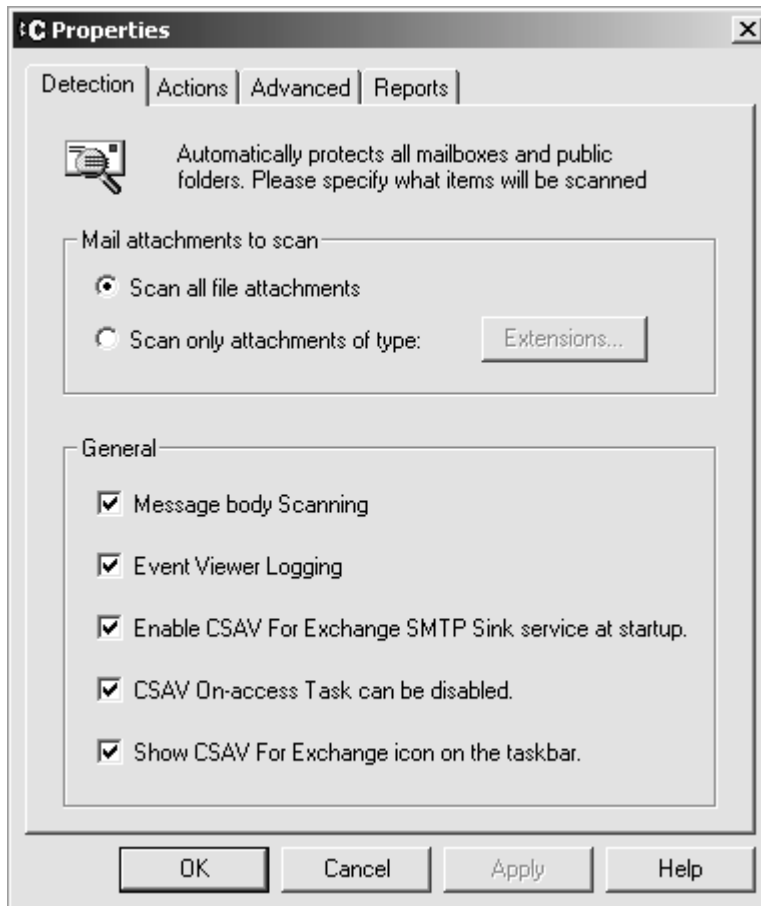 C Properties
Detection
Actions
Advanced
Reports
Automatically protects all mailboxes and public
folders. Please specify what items will be scanned
Mail attachments to scan
Scan all file attachments
Scan only attachments of type:
Extensions...
General
Message body Scanning
Event Viewer Logging
Enable CSAV For Exchange SMTP Sink service at startup.
CSAV On-access Task can be disabled.
Show CSAV For Exchange icon on the taskbar.
OK
Cancel
Apply
Help